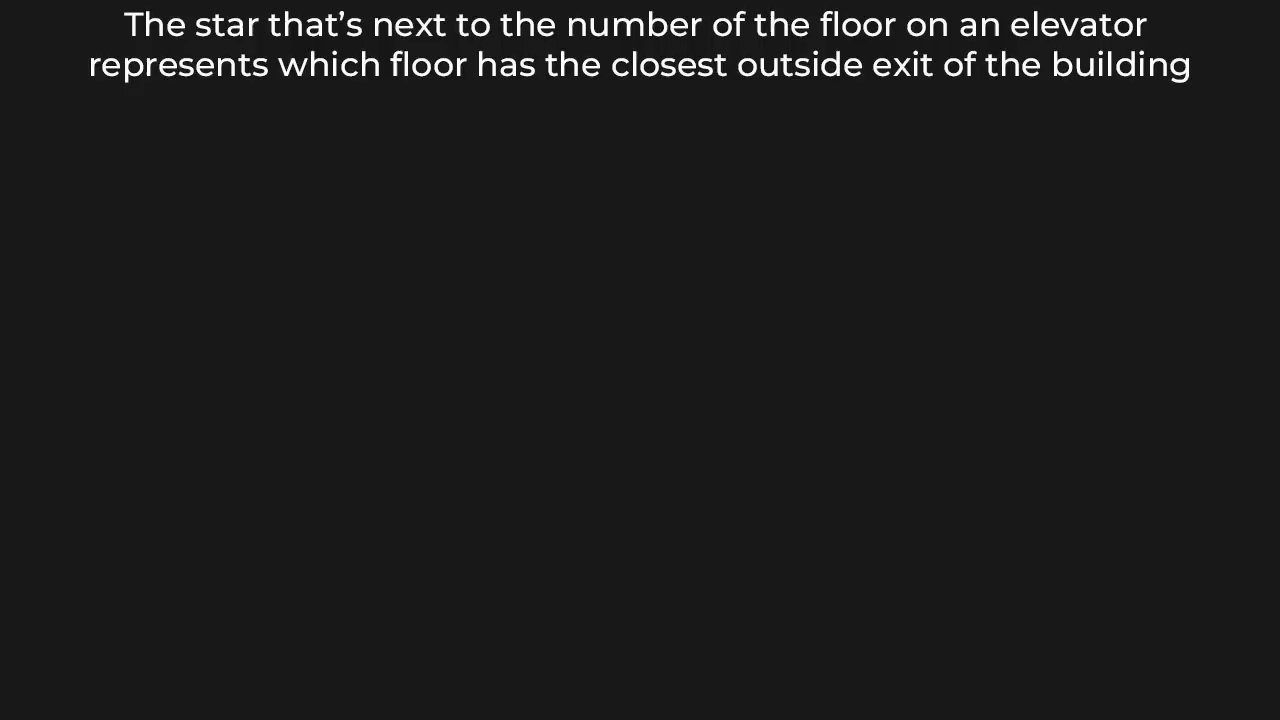 The star that’s next to the number of the floor on an elevator
represents which floor has the closest outside exit of the building